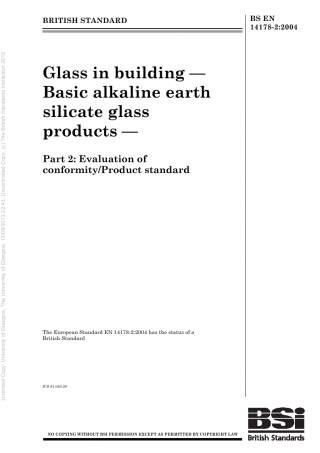 BRITISH STANDARD
BS EN
14178-2:2004
Glass in building —
Basic alkaline earth
silicate glass
products —
Part 2: Evaluation of
conformity/Product standard
The European Standard EN 14178-2:2004 has the status of a
British Standard
ICS 81.040.20
NO COPYING WITHOUT BSI PERMISSION EXCEPT AS PERMITTED BY COPYRIGHT LAW
BSi
British Standards
Licensed Copy: University of Glasgow, The University of Glasgow, 13/03/2013 22:43, Uncontrolled Copy, (c) The British Standards Institution 2013